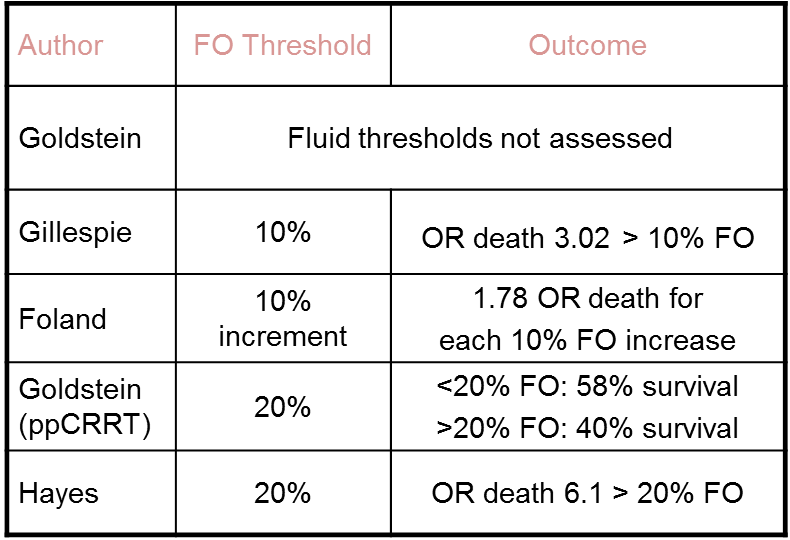 Author FO Threshold Outcome
Goldstein Fluid thresholds not assessed
Gillespie 10% OR death 3.02 > 10% FO
Foland 10% increment 1.78 OR death for each 10% FO increase
Goldstein (ppCRRT) 20% <20% FO: 58% survival >20% FO: 40% survival
Hayes 20% OR death 6.1 > 20% FO